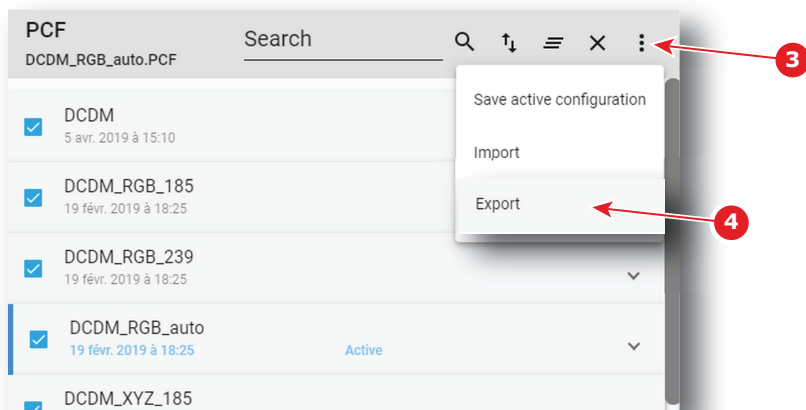 PCF
DCDM_RGB_auto.PCF
Search
3
Save active configuration
Import
Export
4
DCDM
5 avr. 2019 à 15:10
DCDM_RGB_185
19 févr. 2019 à 18:25
DCDM_RGB_239
19 févr. 2019 à 18:25
DCDM_RGB_auto
19 févr. 2019 à 18:25
Active
DCDM_XYZ_185